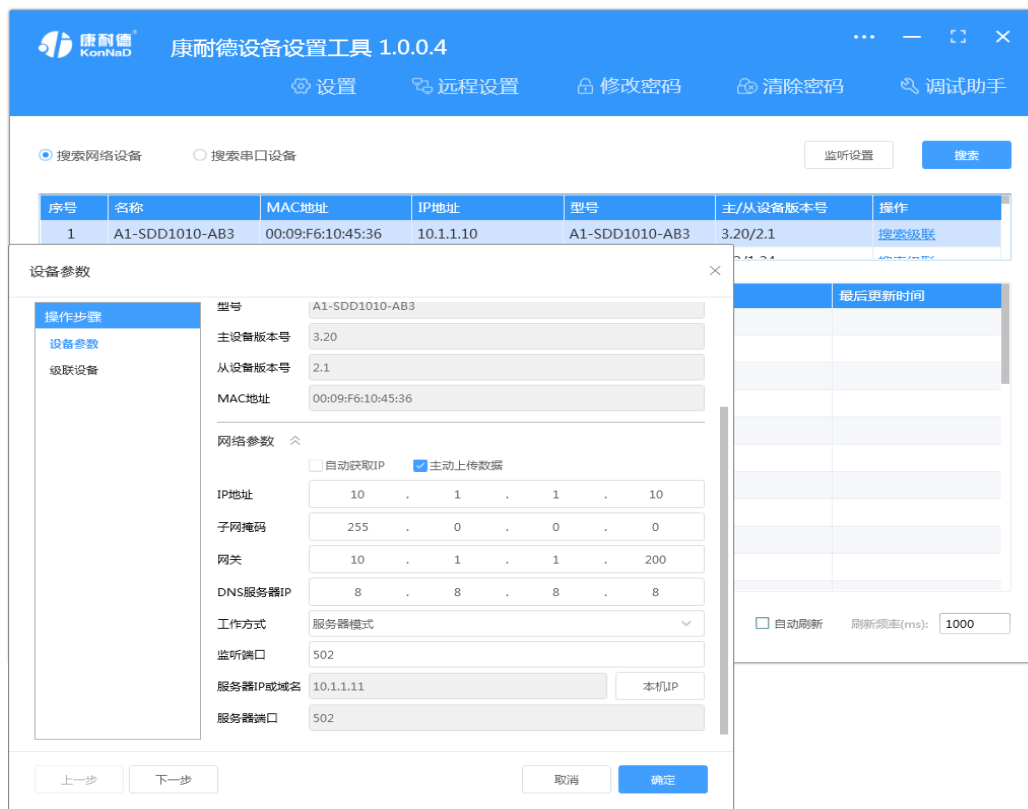 康耐德®
KonNaD
康耐德设备设置工具 1.0.0.4
设置 远程设置 修改密码 清除密码 调试助手
搜索网络设备 搜索串口设备 监听设置 搜索
序号 名称 MAC地址 IP地址 型号 主/从设备版本号 操作
1 A1-SDD1010-AB3 00:09:F6:10:45:36 10.1.1.10 A1-SDD1010-AB3 3.20/2.1 搜索级联
设备参数
最后更新时间
操作步骤
设备参数
级联设备
型号 A1-SDD1010-AB3
主设备版本号 3.20
从设备版本号 2.1
MAC地址 00:09:F6:10:45:36
网络参数
自动获取IP 主动上传数据
IP地址 10 . 1 . 1 . 10
子网掩码 255 . 0 . 0 . 0
网关 10 . 1 . 1 . 200
DNS服务器IP 8 . 8 . 8 . 8
工作方式 服务器模式
监听端口 502
服务器IP或域名 10.1.1.11 本机IP
服务器端口 502
自动刷新 刷新频率(ms): 1000
上一步 下一步 取消 确定